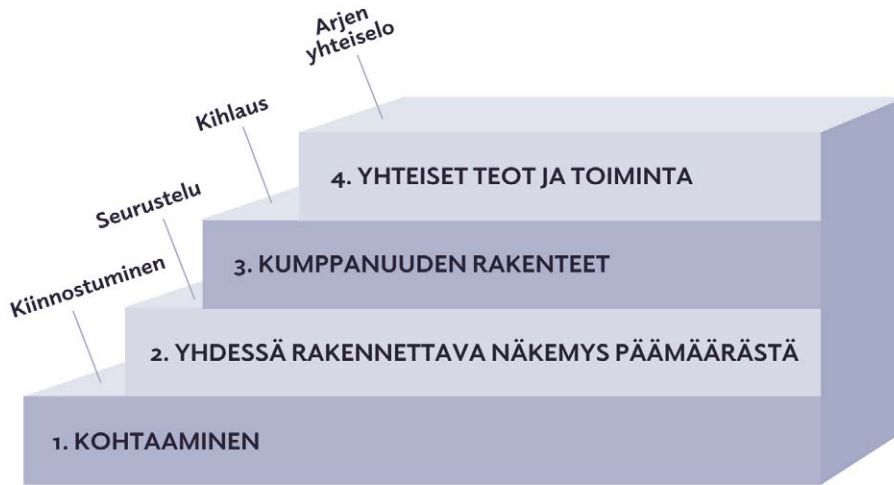 Arjen
yhteiselo
Kihlaus
4. YHTEISET TEOT JA TOIMINTA
Seurustelu
3. KUMPPANUUDEN RAKENTEET
Kiinnostuminen
2. YHDESSÄ RAKENNETTAVA NÄKEMYS PÄÄMÄÄRÄSTÄ
1. KOHTAAMINEN